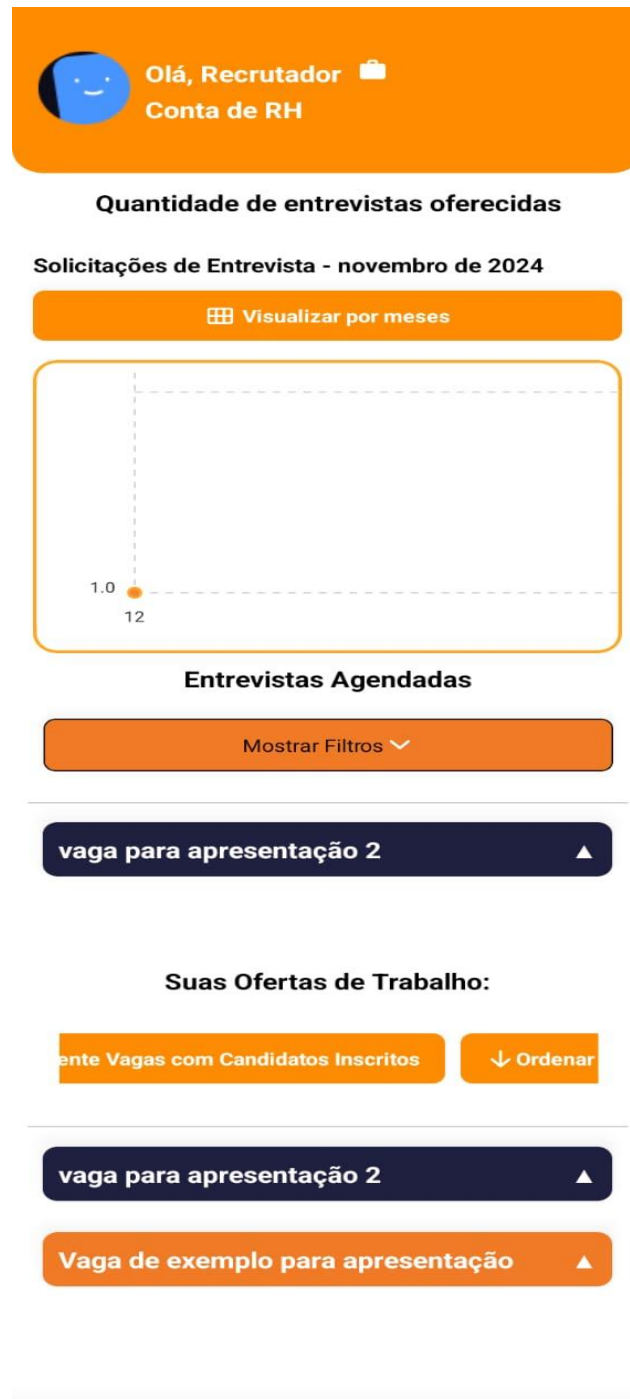 Olá, Recrutador
Conta de RH
Quantidade de entrevistas oferecidas
Solicitações de Entrevista - novembro de 2024
Visualizar por meses
1.0
12
Entrevistas Agendadas
Mostrar Filtros
vaga para apresentação 2
Suas Ofertas de Trabalho:
ente Vagas com Candidatos Inscritos
Ordenar
vaga para apresentação 2
Vaga de exemplo para apresentação